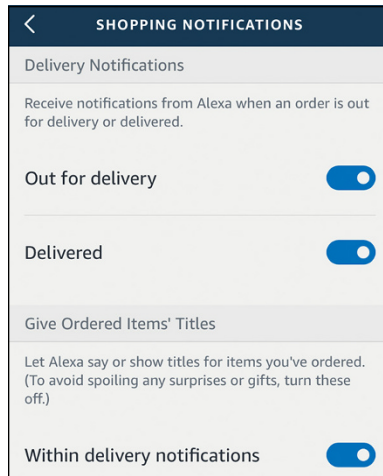 SHOPPING NOTIFICATIONS
Delivery Notifications
Receive notifications from Alexa when an order is out
for delivery or delivered.
Out for delivery
Delivered
Give Ordered Items' Titles
Let Alexa say or show titles for items you've ordered.
(To avoid spoiling any surprises or gifts, turn these
off.)
Within delivery notifications